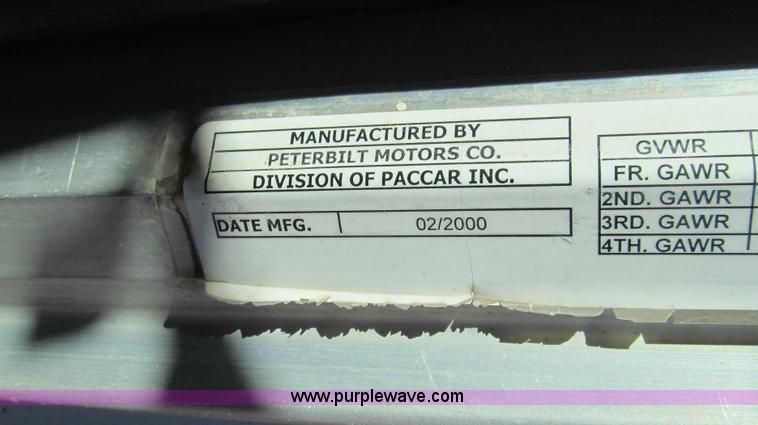 MANUFACTURED BY
PETERBILT MOTORS CO.
DIVISION OF PACCAR INC.
DATE MFG. 02/2000
GVWR
FR. GAWR
2ND. GAWR
3RD. GAWR
4TH. GAWR
www.purplewave.com